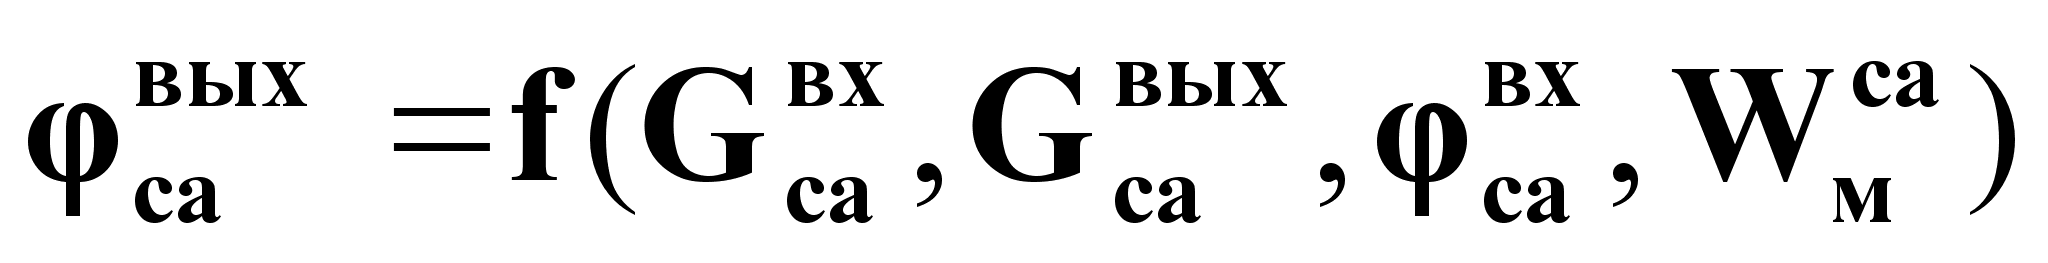 φ_са^вых = f(G_са^вх, G_са^вых, φ_са^вх, W_м^са)